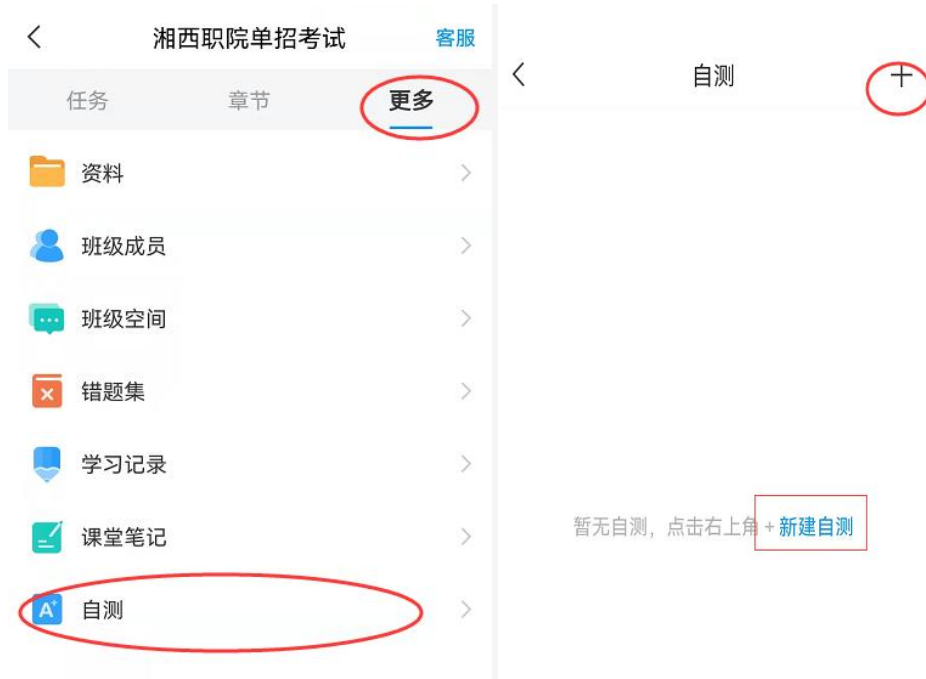 湘西职院单招考试
客服
任务
章节
更多
资料
班级成员
班级空间
错题集
学习记录
课堂笔记
A+
自测
自测
+
暂无自测，点击右上角 + 新建自测